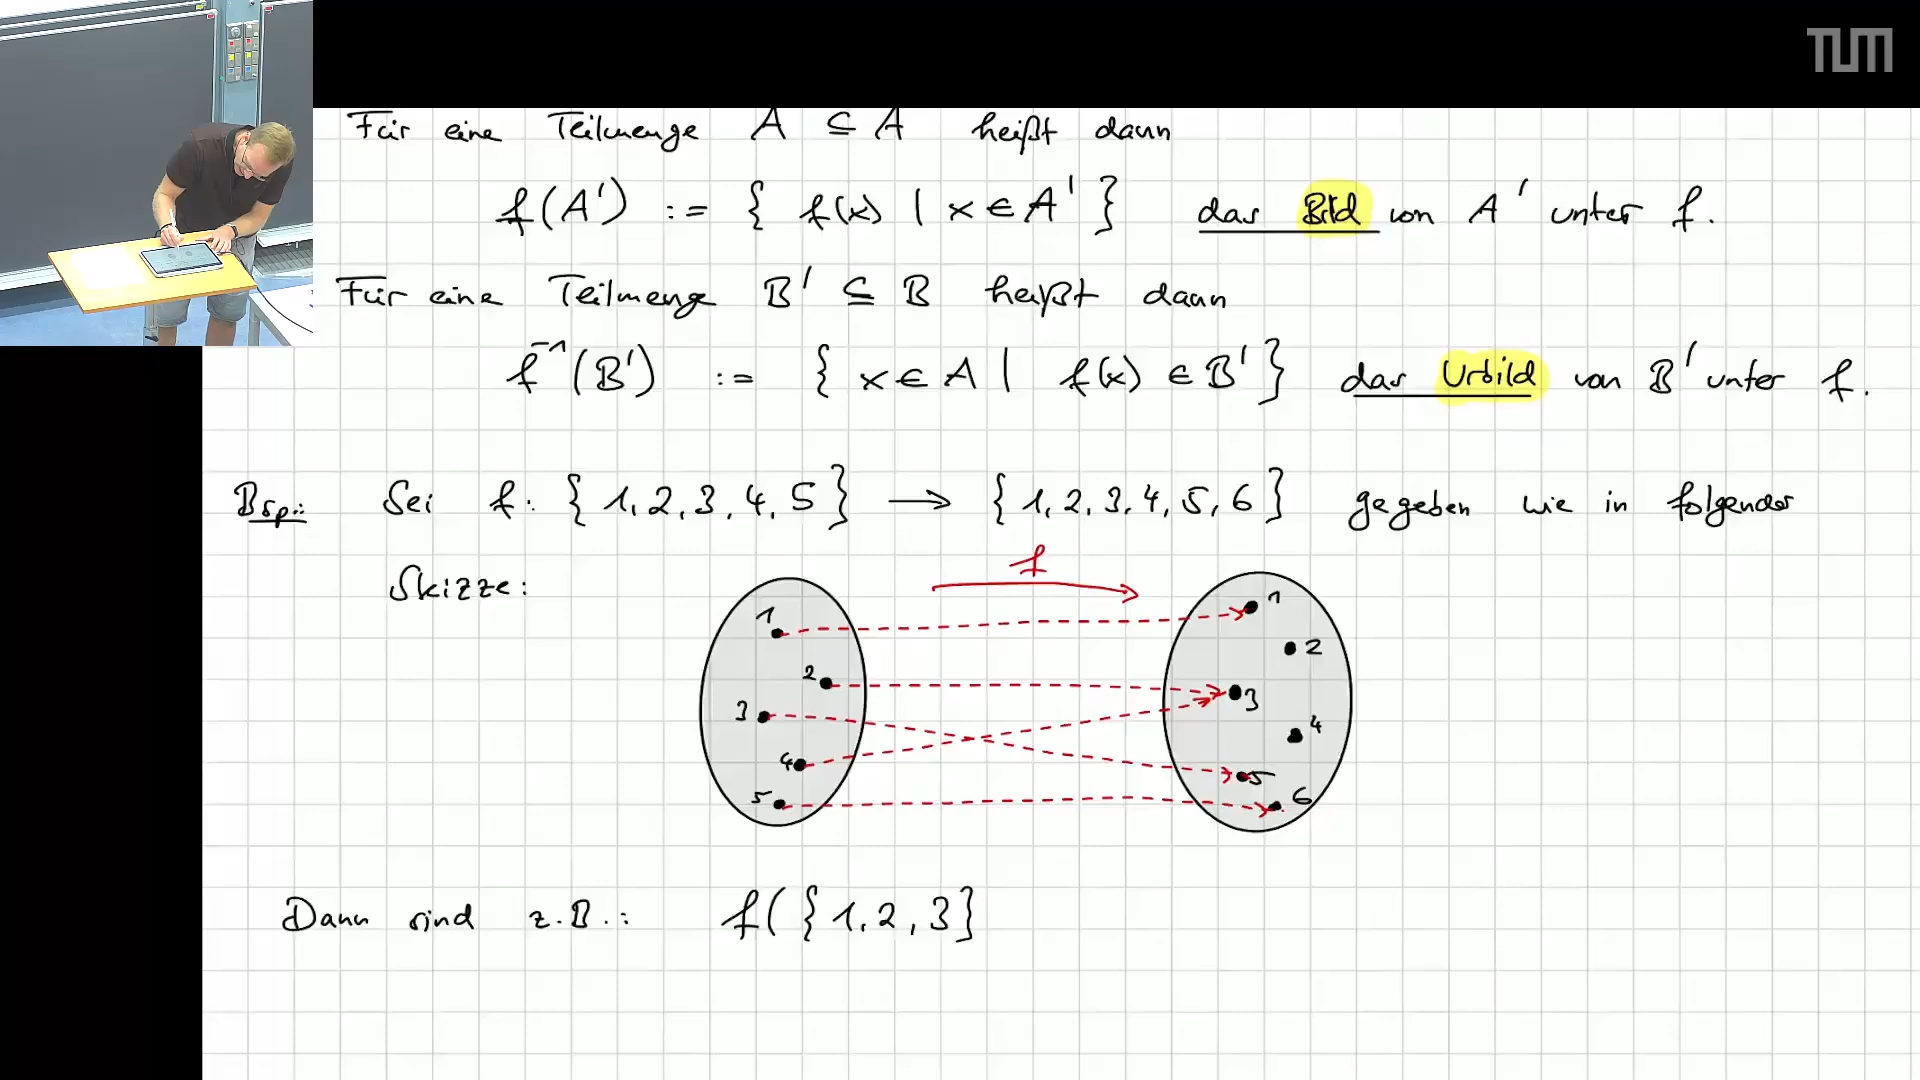 TUM
Für eine Teilmenge A ⊆ A heißt dann
f(A') := { f(x) | x ∈ A' } das Bild von A' unter f.
Für eine Teilmenge B' ⊆ B heißt dann
f⁻¹(B') := { x ∈ A | f(x) ∈ B' } das Urbild von B' unter f.
Bsp.: Sei f: { 1, 2, 3, 4, 5 } → { 1, 2, 3, 4, 5, 6 } gegeben wie in folgender
Skizze:
f
1
2
3
4
5
1
2
3
4
5
6
Dann sind z.B.: f({1, 2, 3}